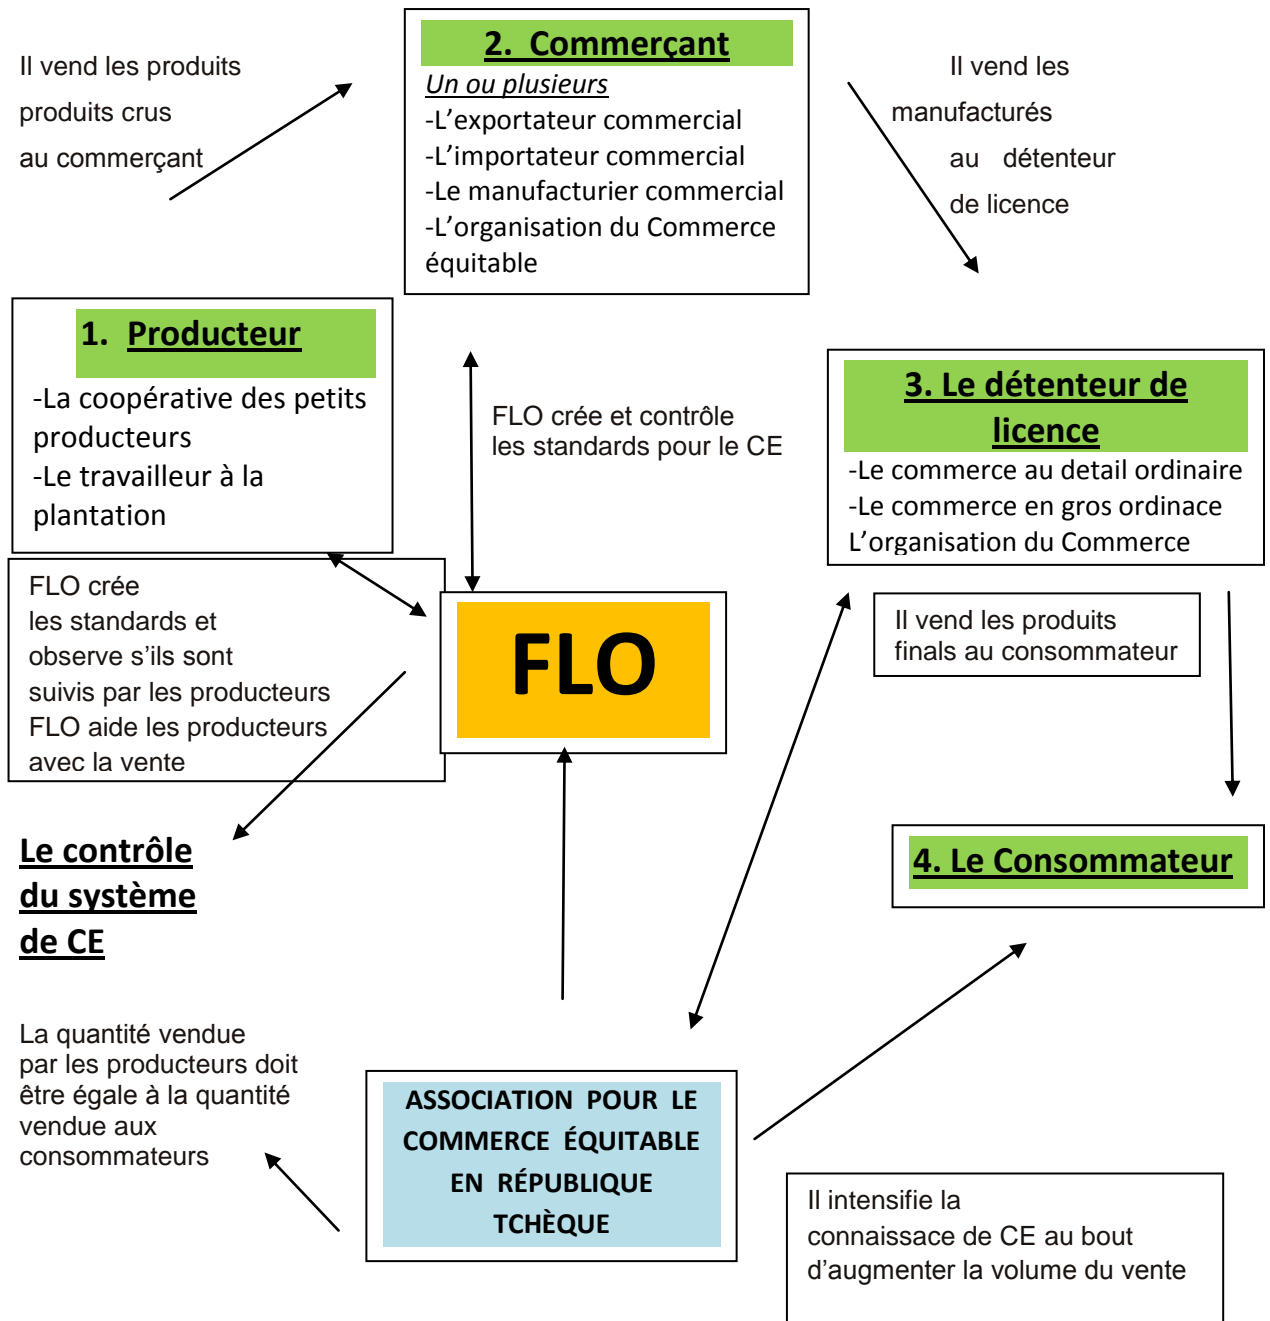 Il vend les produits
produits crus
au commerçant
2. Commerçant
Un ou plusieurs
-L’exportateur commercial
-L’importateur commercial
-Le manufacturier commercial
-L’organisation du Commerce
équitable
Il vend les
manufacturés
au détenteur
de licence
1. Producteur
-La coopérative des petits
producteurs
-Le travailleur à la
plantation
FLO crée et contrôle
les standards pour le CE
3. Le détenteur de
licence
-Le commerce au detail ordinaire
-Le commerce en gros ordinace
L’organisation du Commerce
FLO crée
les standards et
observe s’ils sont
suivis par les producteurs
FLO aide les producteurs
avec la vente
FLO
Il vend les produits
finals au consommateur
Le contrôle
du système
de CE
4. Le Consommateur
La quantité vendue
par les producteurs doit
être égale à la quantité
vendue aux
consommateurs
ASSOCIATION POUR LE
COMMERCE ÉQUITABLE
EN RÉPUBLIQUE
TCHÈQUE
Il intensifie la
connaissace de CE au bout
d’augmenter la volume du vente